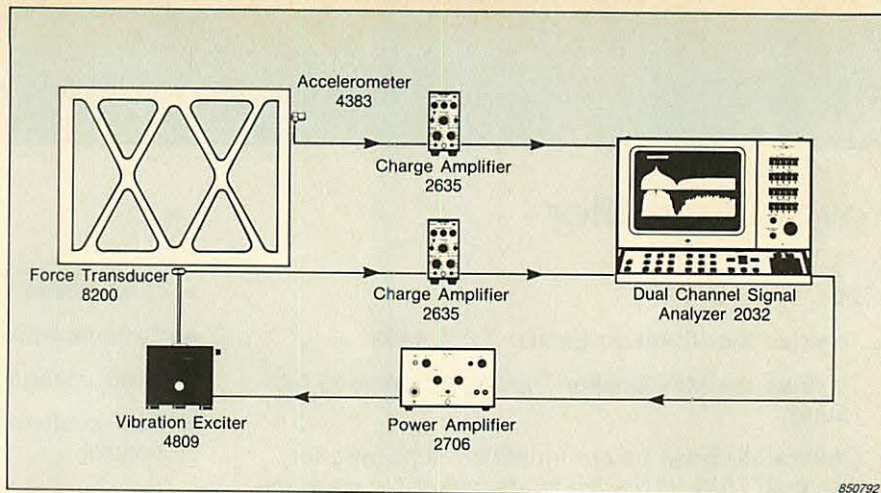 Accelerometer
4383
Charge Amplifier
2635
Force Transducer
8200
Charge Amplifier
2635
Dual Channel Signal
Analyzer 2032
Vibration Exciter
4809
Power Amplifier
2706
850792